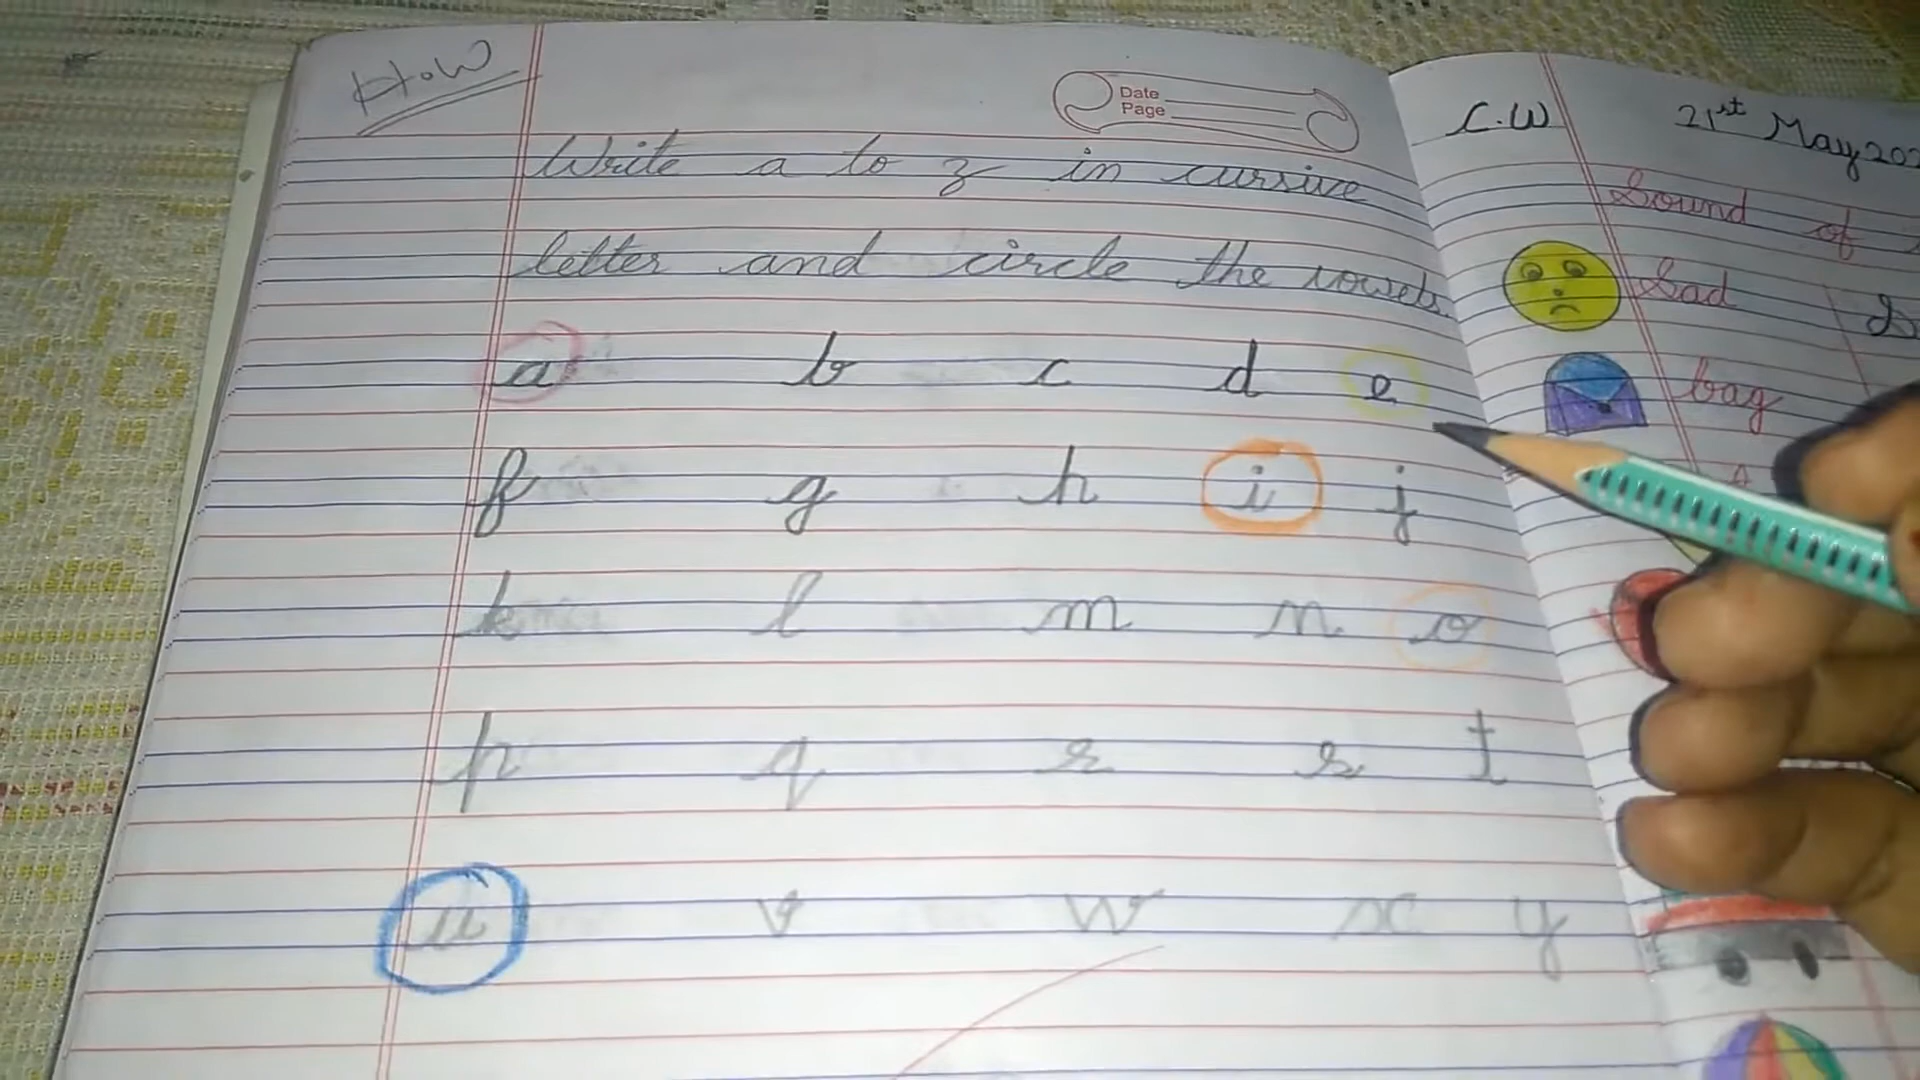 H.W
Date
Page
Write a to z in cursive
letter and circle the vowels.
a b c d e
f g h i j
k l m n o
p q r s t
u v w x y
C.W
21st May 202
Sound of
Sad
bag